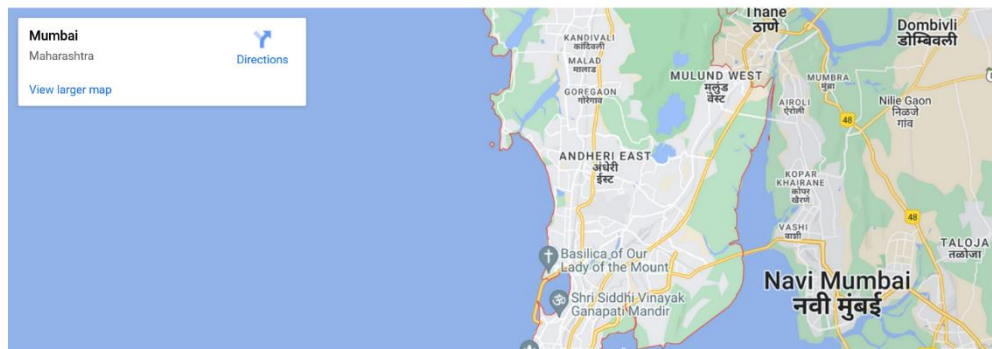 Mumbai
Maharashtra
Directions
View larger map
Thane
ठाणे
Dombivli
डोम्बिवली
KANDIVALI
कांदिवली
MALAD
मालाड
MULUND WEST
मुलुंड
वेस्ट
MUMBRA
मुंब्रा
GOREGAON
गोरेगाव
AIROLI
ऐरोली
Nilje Gaon
निळजे
गांव
48
ANDHERI EAST
अंधेरी
ईस्ट
KOPAR
KHAIRANE
कोपर
खैरणे
48
VASHI
वाशी
TALOJA
तळोजा
Basilica of Our
Lady of the Mount
Navi Mumbai
नवी मुंबई
Shri Siddhi Vinayak
Ganapati Mandir